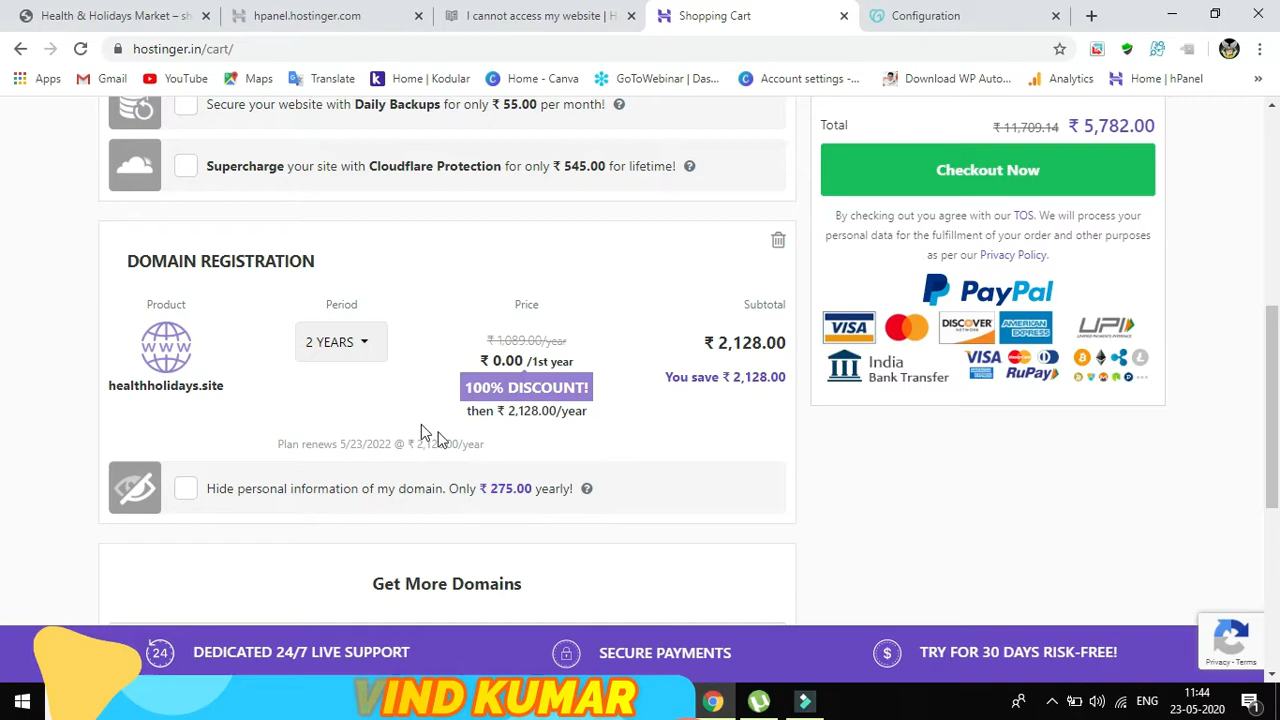 Health & Holidays Market – sh
hpanel.hostinger.com
I cannot access my website | H
Shopping Cart
Configuration
hostinger.in/cart/
Apps
Gmail
YouTube
Maps
Translate
Home | Kodular
Home - Canva
GoToWebinar | Das...
Account settings -...
Download WP Auto...
Analytics
Home | hPanel
Secure your website with Daily Backups for only ₹ 55.00 per month!
Supercharge your site with Cloudflare Protection for only ₹ 545.00 for lifetime!
Total ₹ 11,709.14 ₹ 5,782.00
Checkout Now
By checking out you agree with our TOS. We will process your
personal data for the fulfillment of your order and other purposes
as per our Privacy Policy.
PayPal
VISA
MasterCard
DISCOVER
AMERICAN EXPRESS
UPI
India
Bank Transfer
VISA
RuPay
DOMAIN REGISTRATION
Product Period Price Subtotal
WWW
healthholidays.site
2 YEARS
₹ 1,089.00/year
₹ 0.00 /1st year
100% DISCOUNT!
then ₹ 2,128.00/year
₹ 2,128.00
You save ₹ 2,128.00
Plan renews 5/23/2022 @ ₹ 2,128.00/year
Hide personal information of my domain. Only ₹ 275.00 yearly!
Get More Domains
24 DEDICATED 24/7 LIVE SUPPORT
SECURE PAYMENTS
$ TRY FOR 30 DAYS RISK-FREE!
Privacy - Terms
VIND KUMAR
ENG
11:44
23-05-2020